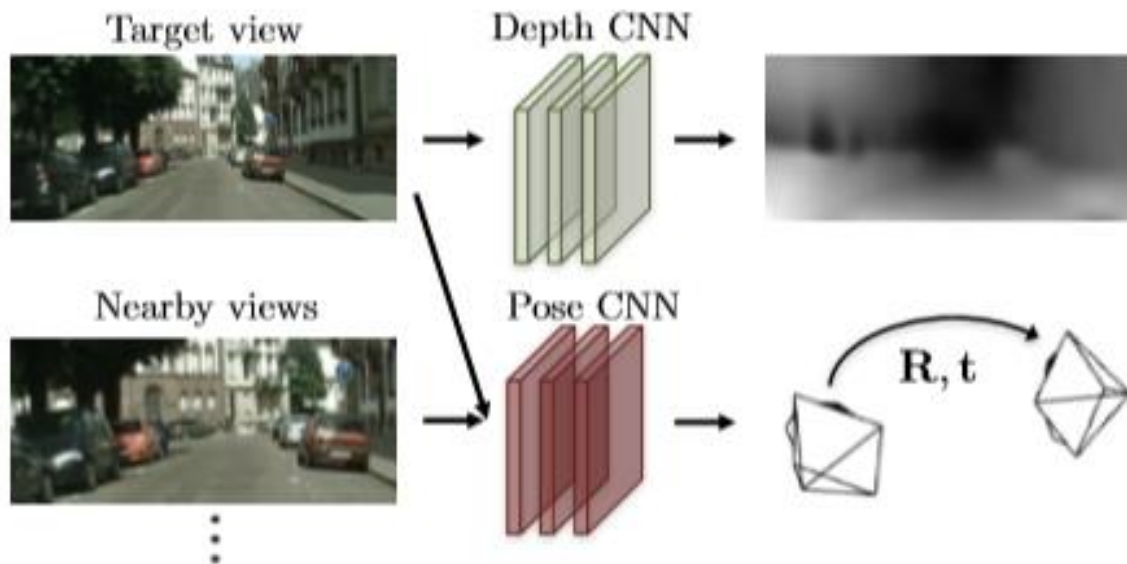 Target view
Depth CNN
Nearby views
Pose CNN
R, t